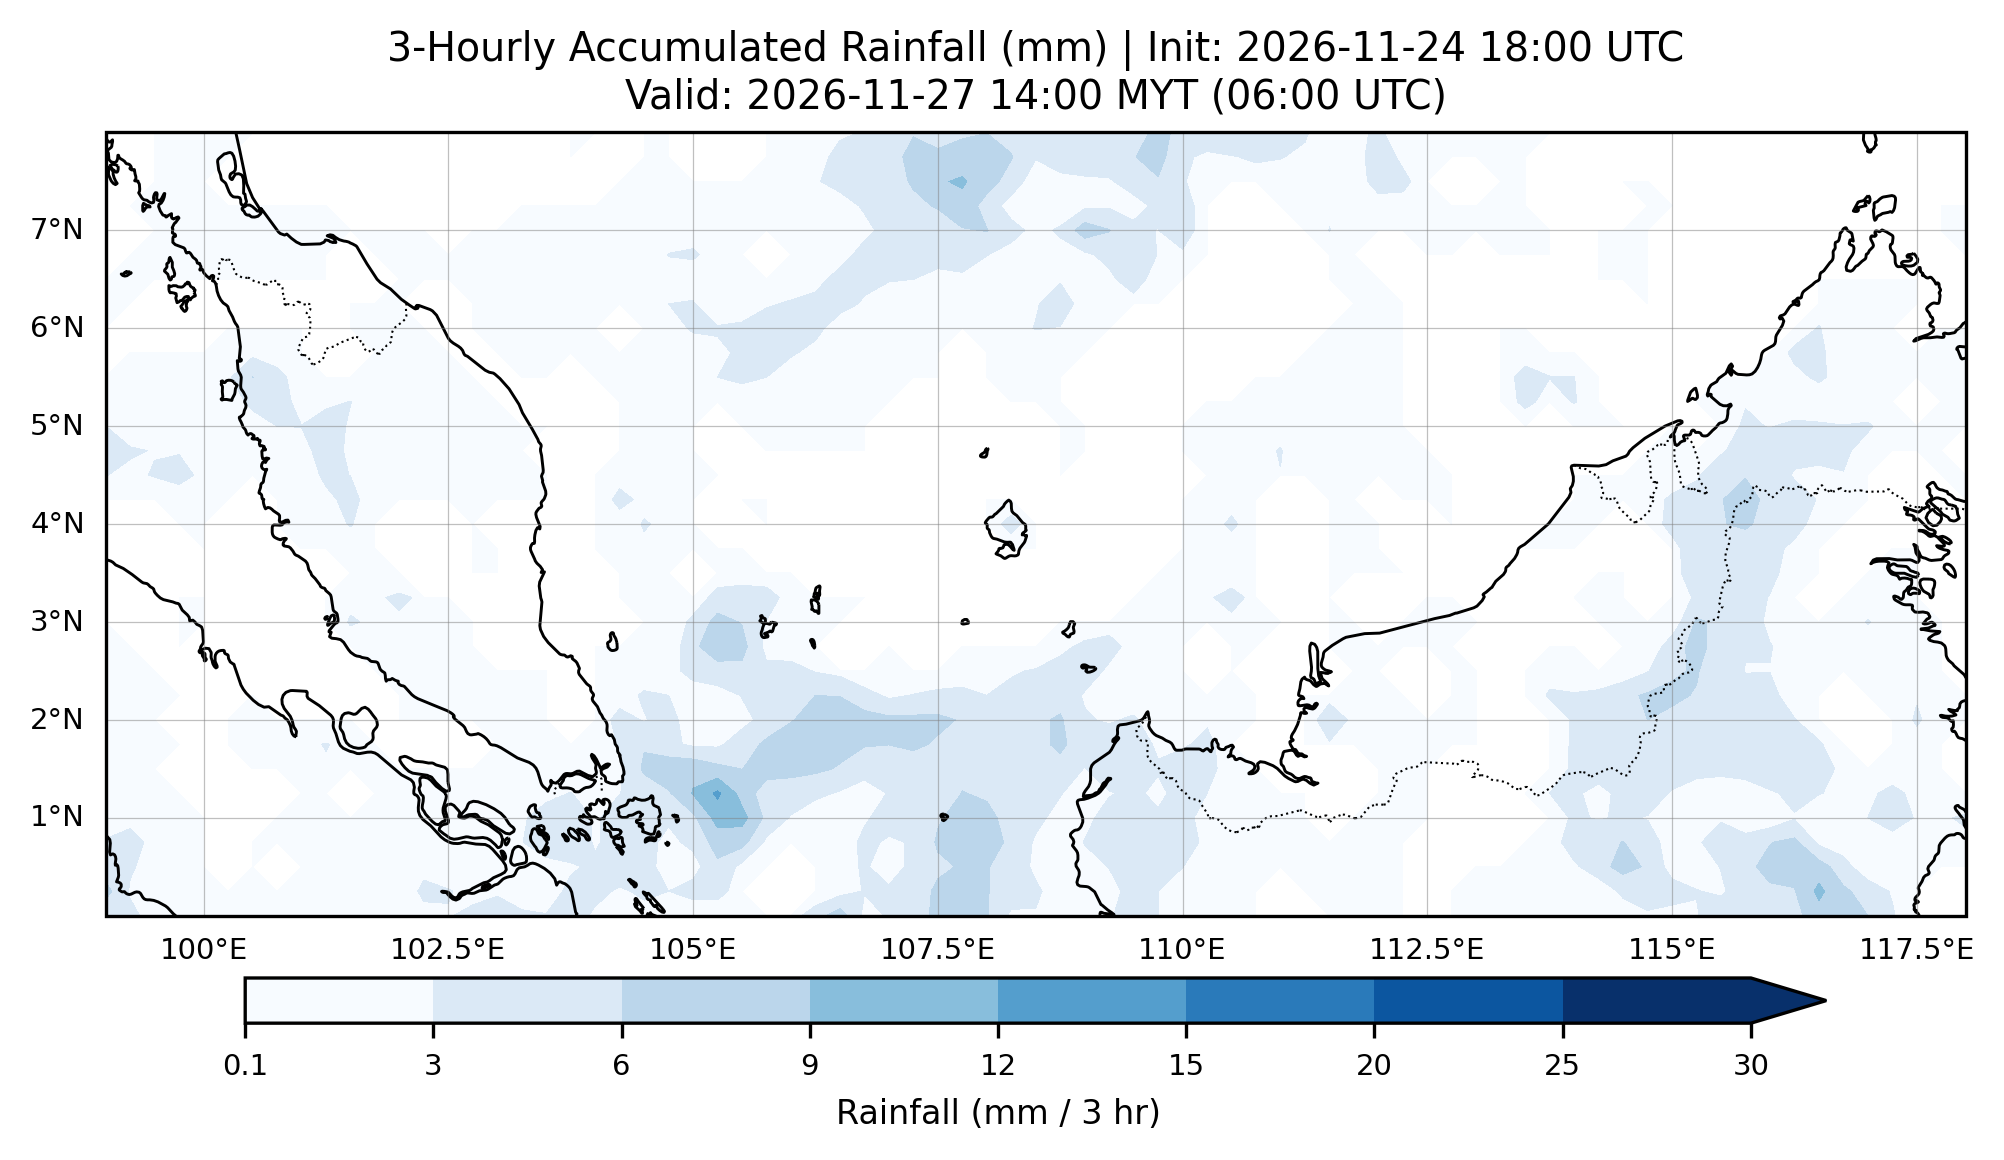 3-Hourly Accumulated Rainfall (mm) | Init: 2026-11-24 18:00 UTC
Valid: 2026-11-27 14:00 MYT (06:00 UTC)
7°N
6°N
5°N
4°N
3°N
2°N
1°N
100°E 102.5°E 105°E 107.5°E 110°E 112.5°E 115°E 117.5°E
0.1 3 6 9 12 15 20 25 30
Rainfall (mm / 3 hr)